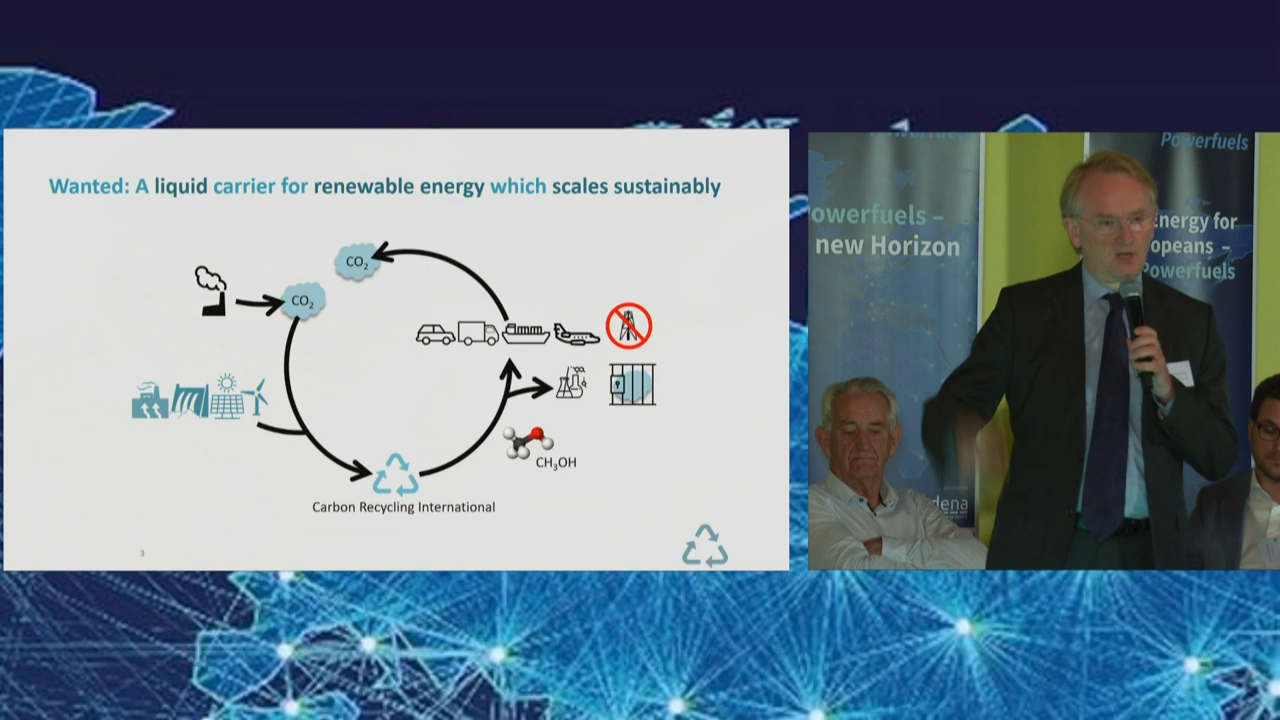 Wanted: A liquid carrier for renewable energy which scales sustainably
CO₂
CO₂
CH₃OH
Carbon Recycling International
3
owerfuels –
new Horizon
dena
Powerfuels
nergy for
opeans –
Powerfuels